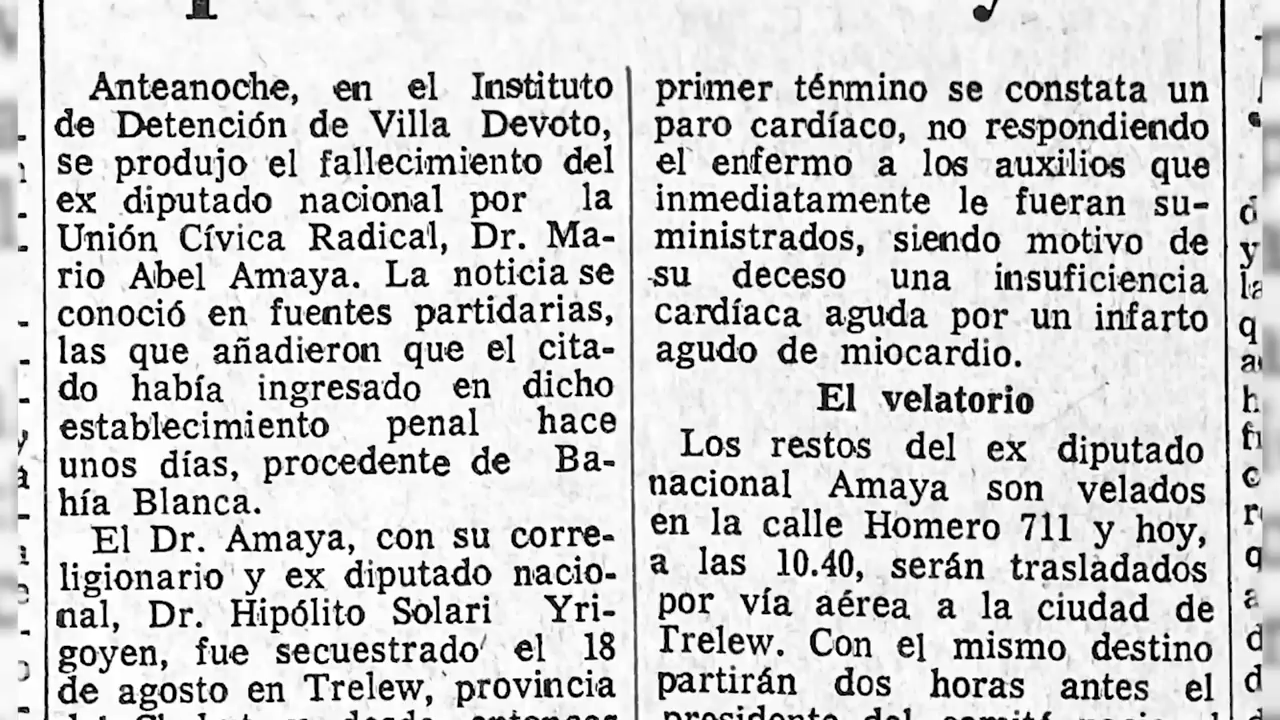 Anteanoche, en el Instituto
de Detención de Villa Devoto,
se produjo el fallecimiento del
ex diputado nacional por la
Unión Cívica Radical, Dr. Ma-
rio Abel Amaya. La noticia se
conoció en fuentes partidarias,
las que añadieron que el cita-
do había ingresado en dicho
establecimiento penal hace
unos días, procedente de Ba-
hía Blanca.
El Dr. Amaya, con su corre-
ligionario y ex diputado nacio-
nal, Dr. Hipólito Solari Yri-
goyen, fue secuestrado el 18
de agosto en Trelew, provincia
primer término se constata un
paro cardíaco, no respondiendo
el enfermo a los auxilios que
inmediatamente le fueran su-
ministrados, siendo motivo de
su deceso una insuficiencia
cardíaca aguda por un infarto
agudo de miocardio.
El velatorio
Los restos del ex diputado
nacional Amaya son velados
en la calle Homero 711 y hoy,
a las 10.40, serán trasladados
por vía aérea a la ciudad de
Trelew. Con el mismo destino
partirán dos horas antes el